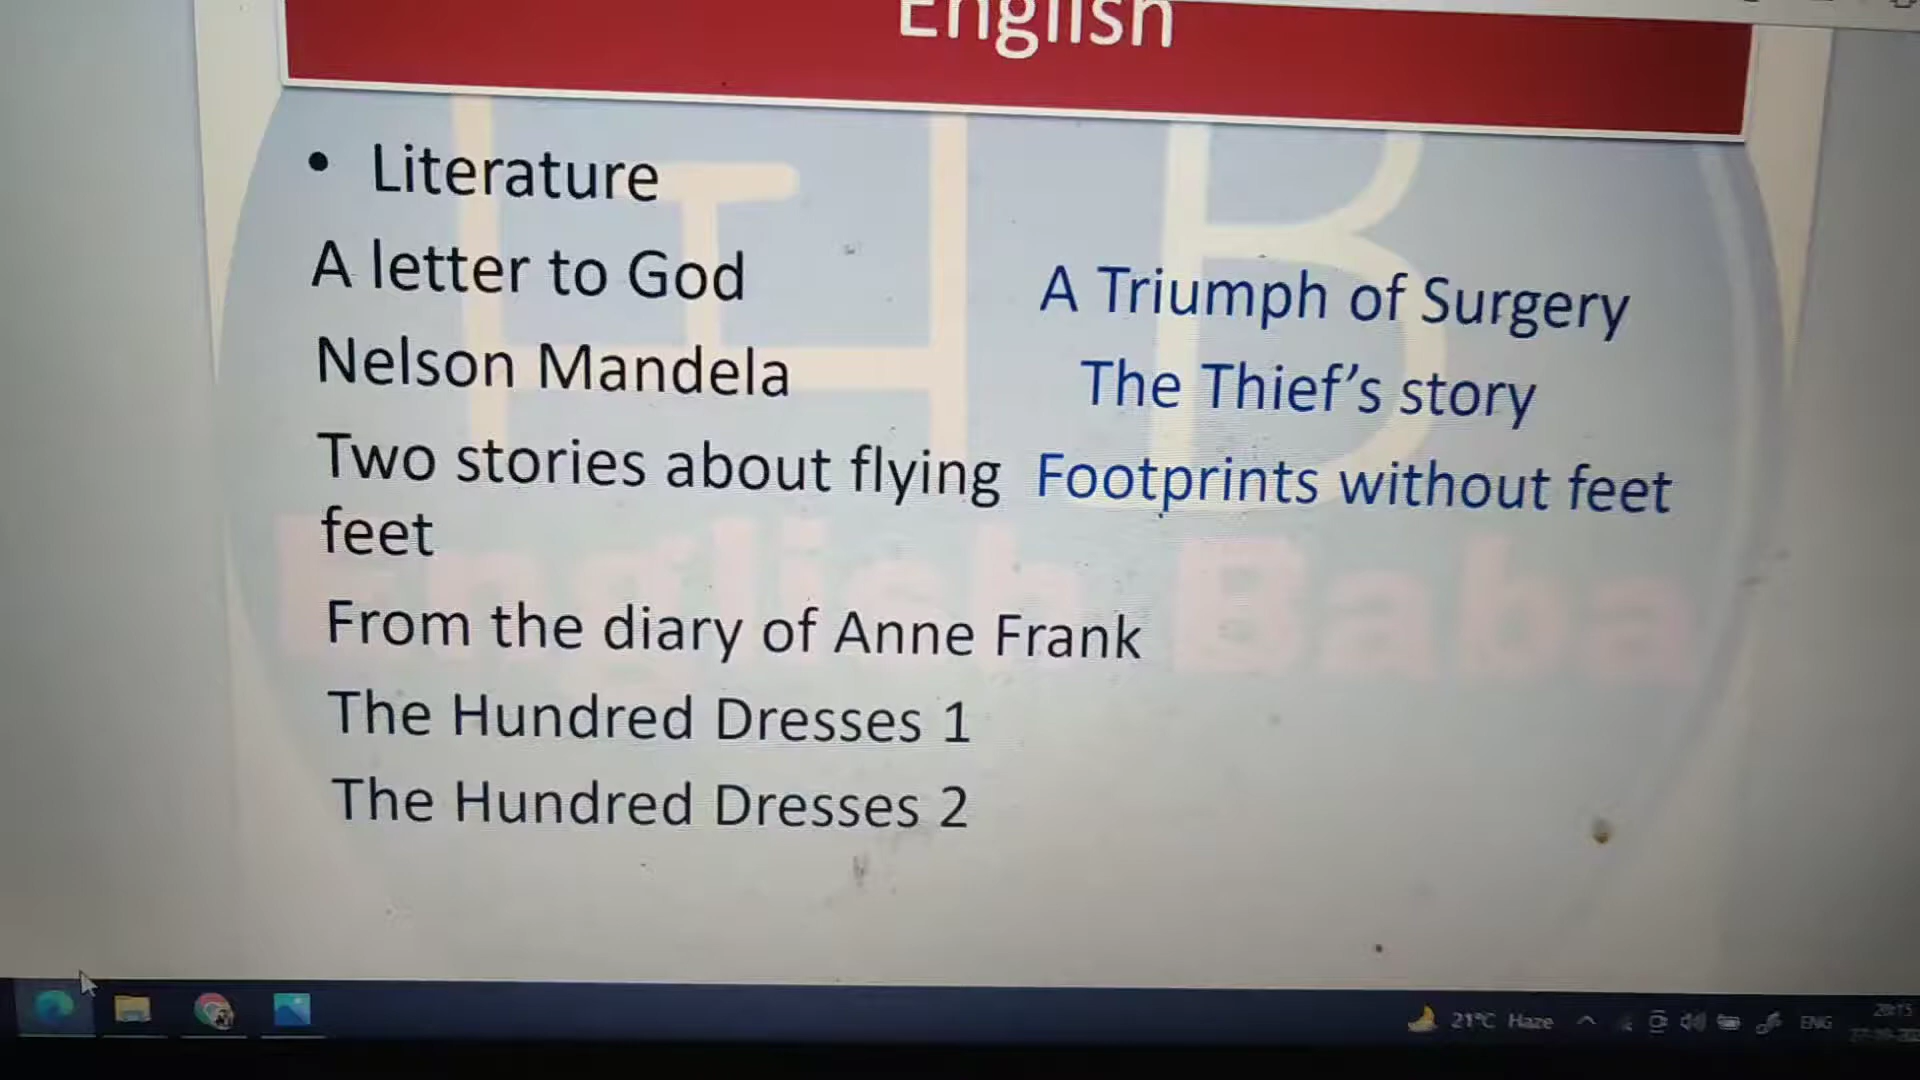 English
• Literature
A letter to God
A Triumph of Surgery
Nelson Mandela
The Thief's story
Two stories about flying
Footprints without feet
feet
From the diary of Anne Frank
The Hundred Dresses 1
The Hundred Dresses 2
English Baba
21°C Haze
ENG
20:15